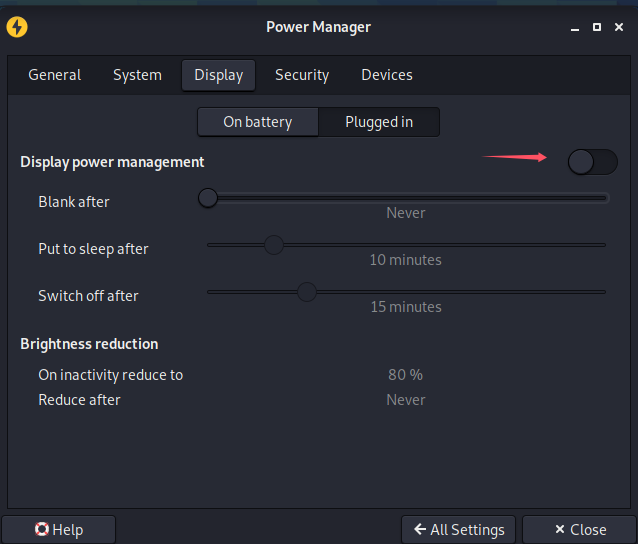 Power Manager
General System Display Security Devices
On battery Plugged in
Display power management
Blank after
Never
Put to sleep after
10 minutes
Switch off after
15 minutes
Brightness reduction
On inactivity reduce to 80 %
Reduce after Never
Help All Settings Close